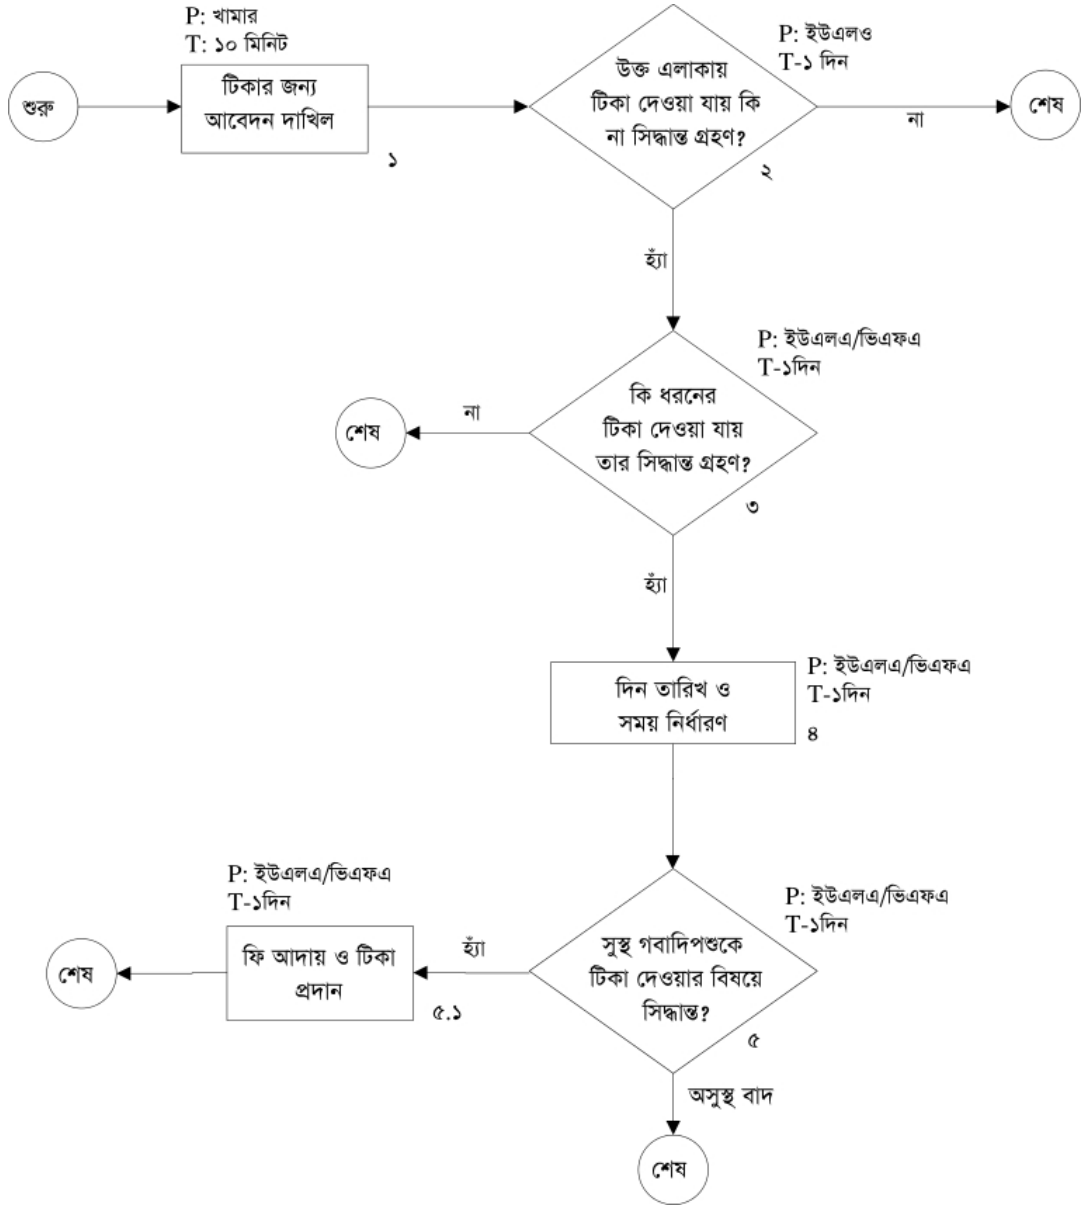 P: খামার
T: ১০ মিনিট
শুরু
টিকার জন্য
আবেদন দাখিল
১
P: ইউএলও
T-১ দিন
উক্ত এলাকায়
টিকা দেওয়া যায় কি
না সিদ্ধান্ত গ্রহণ?
২
না
শেষ
হ্যাঁ
P: ইউএলএ/ভিএফএ
T-১দিন
কি ধরনের
টিকা দেওয়া যায়
তার সিদ্ধান্ত গ্রহণ?
৩
না
শেষ
হ্যাঁ
দিন তারিখ ও
সময় নির্ধারণ
P: ইউএলএ/ভিএফএ
T-১দিন
৪
P: ইউএলএ/ভিএফএ
T-১দিন
সুস্থ গবাদিপশুকে
টিকা দেওয়ার বিষয়ে
সিদ্ধান্ত?
৫
হ্যাঁ
P: ইউএলএ/ভিএফএ
T-১দিন
ফি আদায় ও টিকা
প্রদান
৫.১
শেষ
অসুস্থ বাদ
শেষ